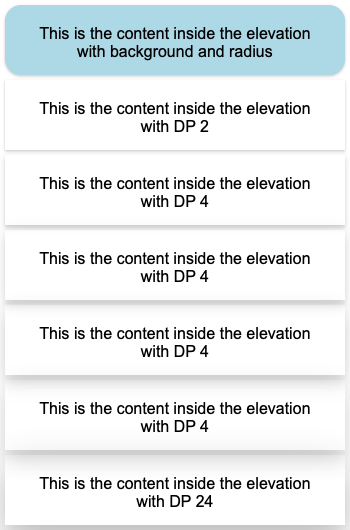 This is the content inside the elevation
with background and radius
This is the content inside the elevation
with DP 2
This is the content inside the elevation
with DP 4
This is the content inside the elevation
with DP 4
This is the content inside the elevation
with DP 4
This is the content inside the elevation
with DP 4
This is the content inside the elevation
with DP 24